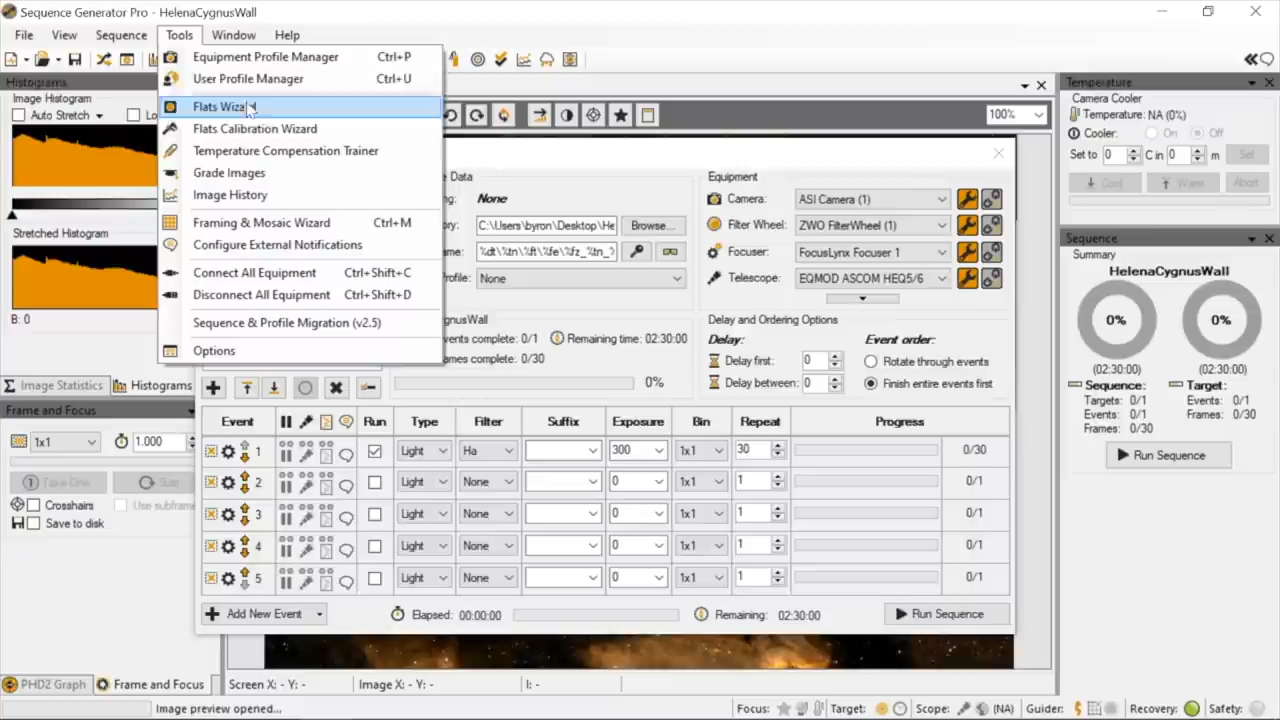 Sequence Generator Pro - HelenaCygnusWall
File View Sequence Tools Window Help
Histograms
Image Histogram
Auto Stretch
Lo
Stretched Histogram
B: 0
Image Statistics Histograms
Equipment Profile Manager Ctrl+P
User Profile Manager Ctrl+U
Flats Wizard
Flats Calibration Wizard
Temperature Compensation Trainer
Grade Images
Image History
Framing & Mosaic Wizard Ctrl+M
Configure External Notifications
Connect All Equipment Ctrl+Shift+C
Disconnect All Equipment Ctrl+Shift+D
Sequence & Profile Migration (v2.5)
Options
100%
Data
None
C:\Users\byron\Desktop\He Browse...
%dt\%tn\%ft\%fe\%fz_%tn_%
None
Equipment
Camera: ASI Camera (1)
Filter Wheel: ZWO FilterWheel (1)
Focuser: FocusLynx Focuser 1
Telescope: EQMOD ASCOM HEQ5/6
Remaining time: 02:30:00
0%
Delay and Ordering Options
Delay: Event order:
Delay first: 0 Rotate through events
Delay between: 0 Finish entire events first
Event Run Type Filter Suffix Exposure Bin Repeat Progress
1 Light Ha 300 1x1 30 0/30
2 Light None 0 1x1 1 0/1
3 Light None 0 1x1 1 0/1
4 Light None 0 1x1 1 0/1
5 Light None 0 1x1 1 0/1
Add New Event Elapsed: 00:00:00 Remaining: 02:30:00 Run Sequence
Temperature
Camera Cooler
Temperature: NA (0%)
Cooler: On Off
Set to 0 C in 0 m Set
Cool Warm Abort
Sequence
Summary
HelenaCygnusWall
0% 0%
(02:30:00) (02:30:00)
Sequence: Target:
Targets: 0/1 Events: 0/1
Events: 0/1 Frames: 0/30
Frames: 0/30
Run Sequence
Frame and Focus
1x1 1.000
Take One
Crosshairs Use subframe
Save to disk
PHD2 Graph Frame and Focus Screen X: - Y: - Image X: - Y: - I: -
Image preview opened... Focus: Target: Scope: (NA) Guider: Recovery: Safety: